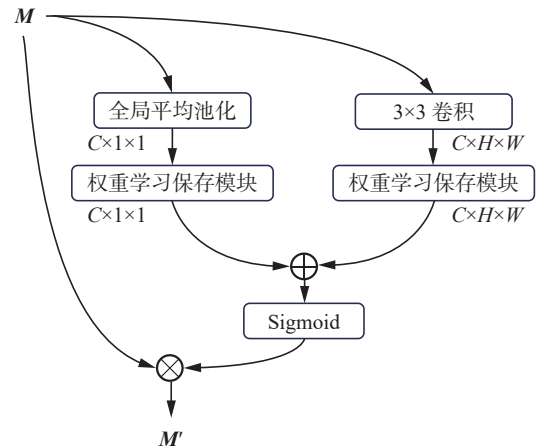 M
全局平均池化
3×3 卷积
C×1×1
C×H×W
权重学习保存模块
权重学习保存模块
C×1×1
C×H×W
Sigmoid
M′